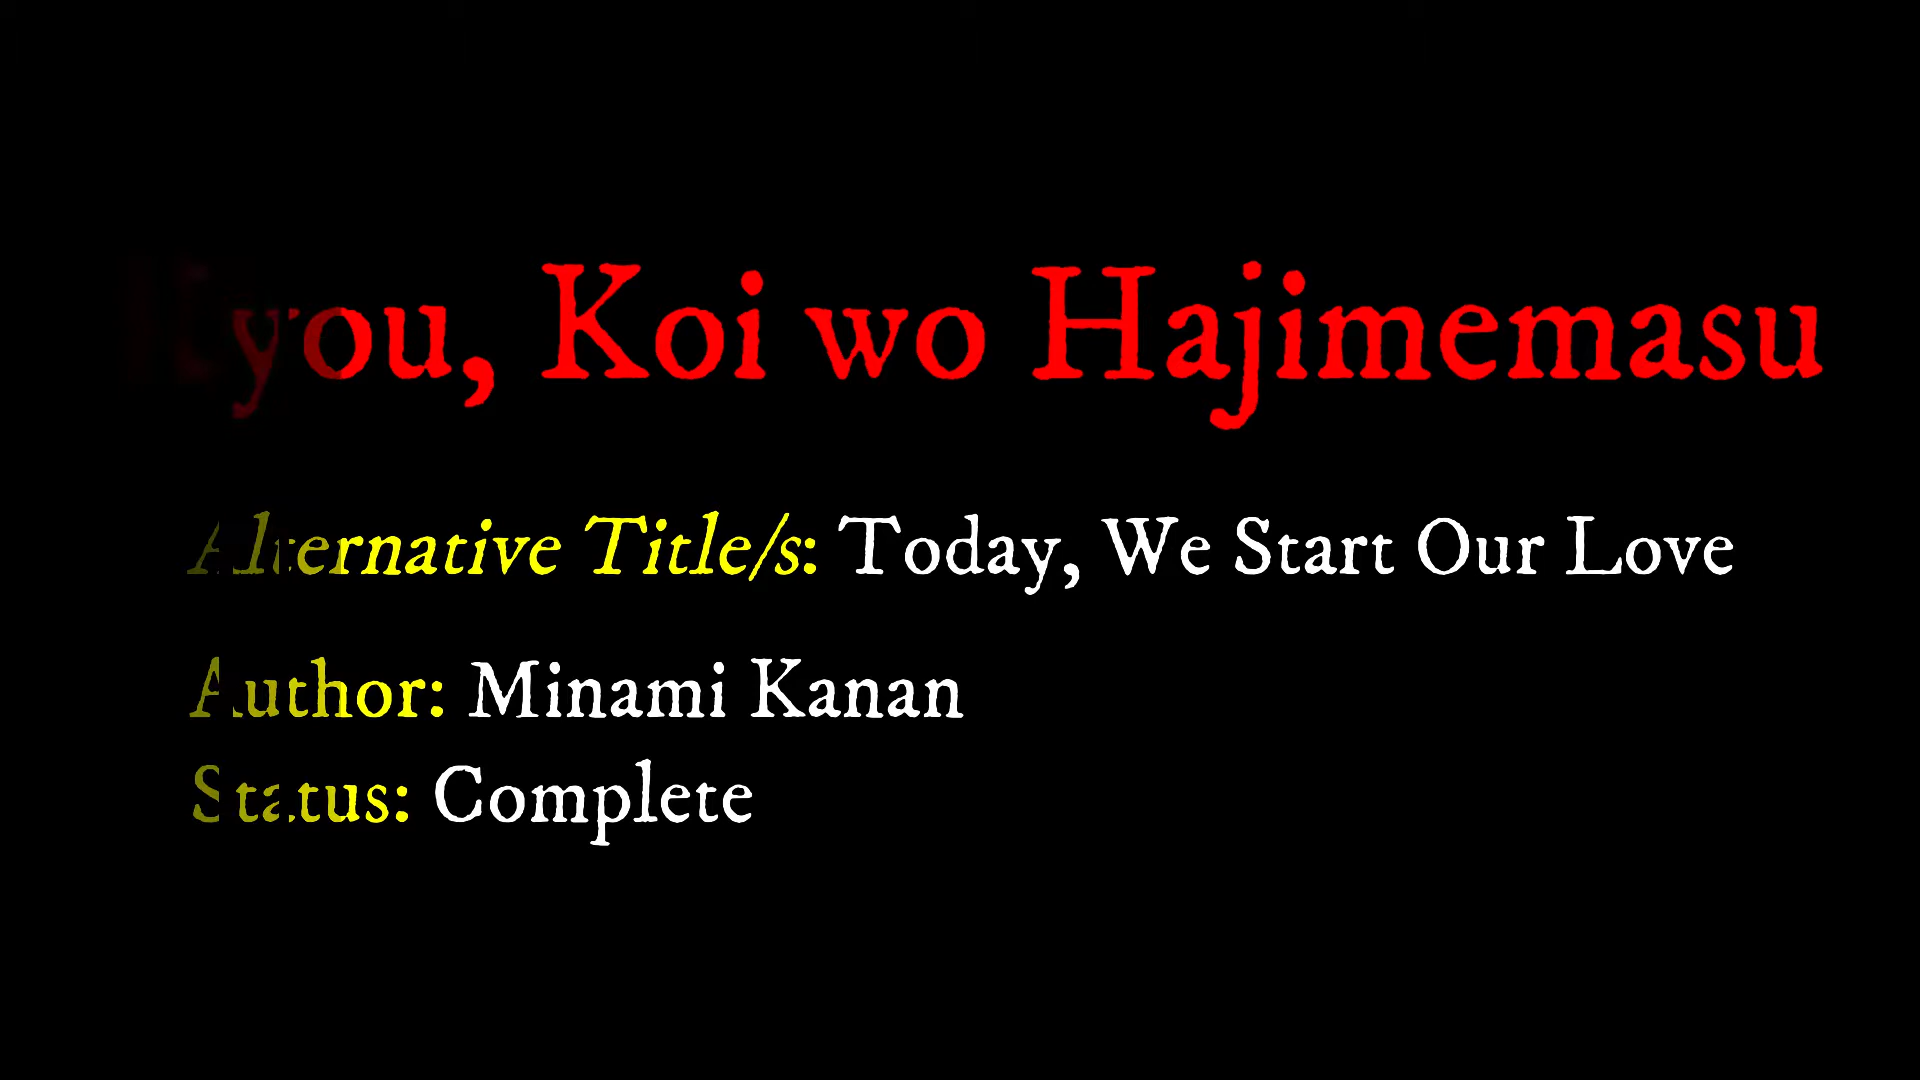 Kyou, Koi wo Hajimemasu
Alternative Title/s: Today, We Start Our Love
Author: Minami Kanan
Status: Complete